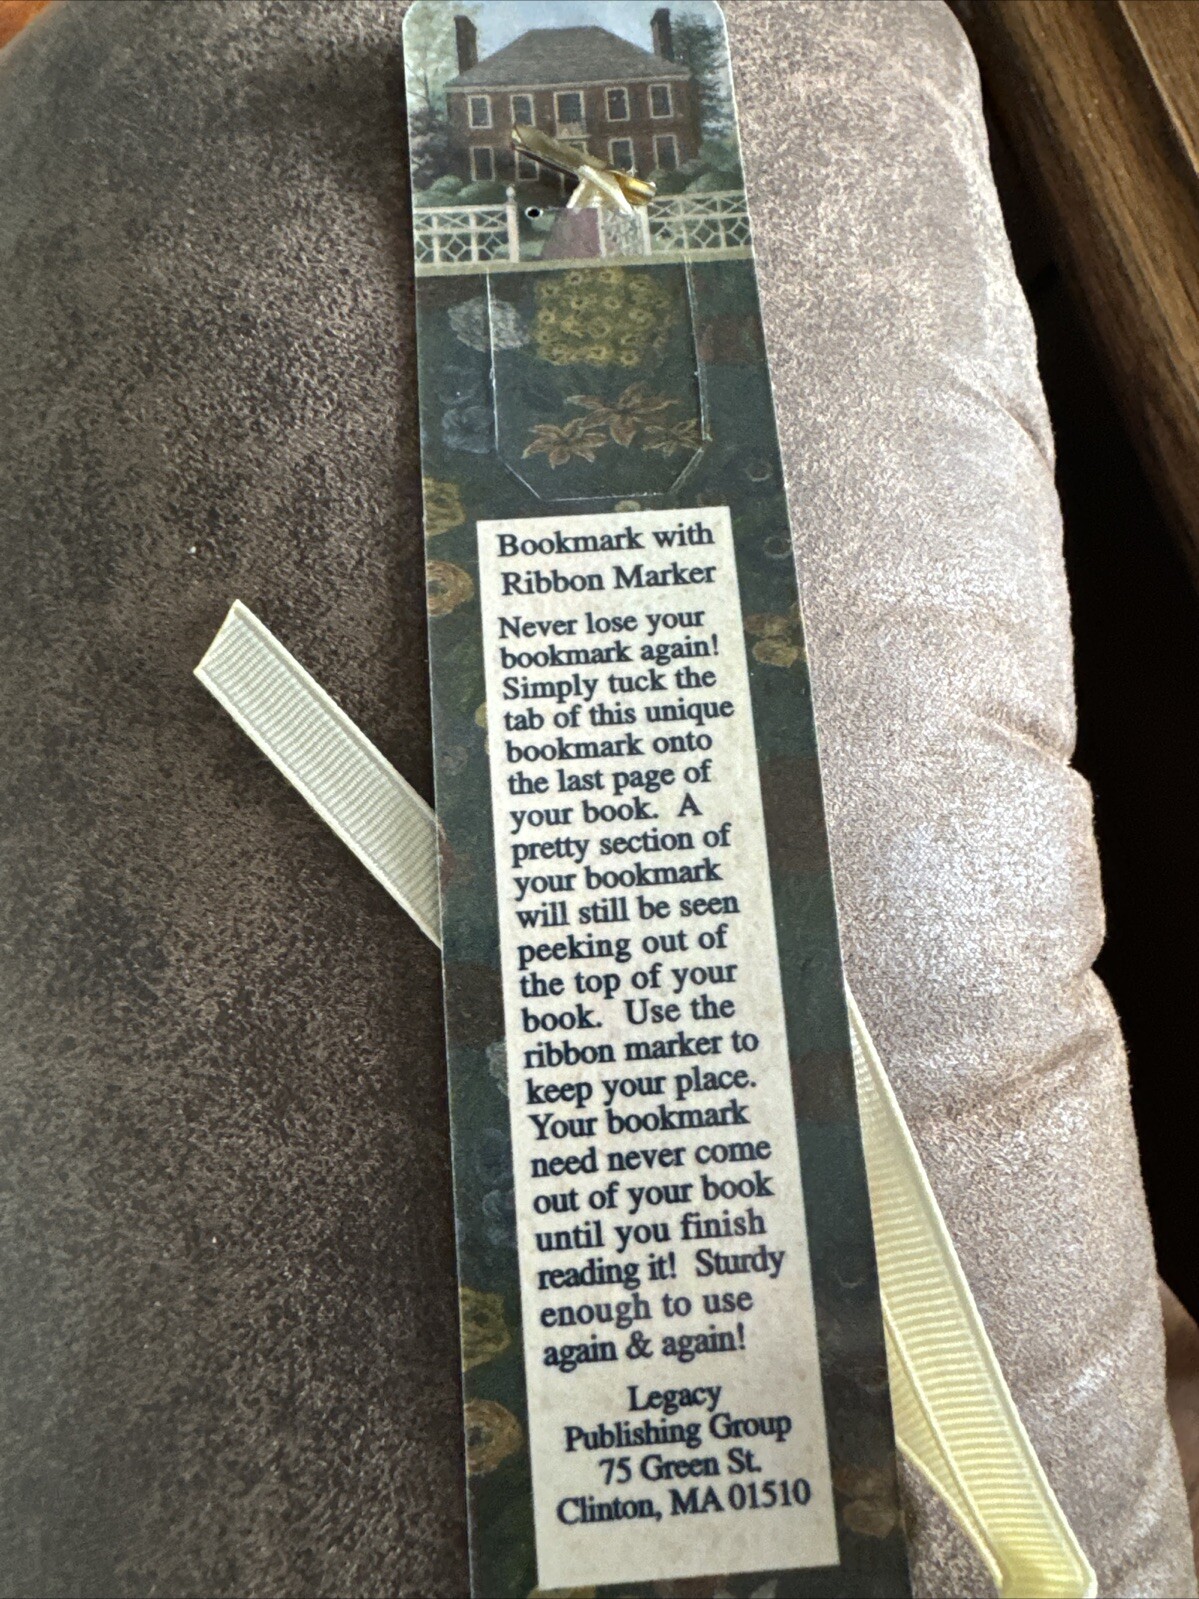 Bookmark with
Ribbon Marker
Never lose your
bookmark again!
Simply tuck the
tab of this unique
bookmark onto
the last page of
your book.  A
pretty section of
your bookmark
will still be seen
peeking out of
the top of your
book.  Use the
ribbon marker to
keep your place.
Your bookmark
need never come
out of your book
until you finish
reading it!  Sturdy
enough to use
again & again!
Legacy
Publishing Group
75 Green St.
Clinton, MA 01510